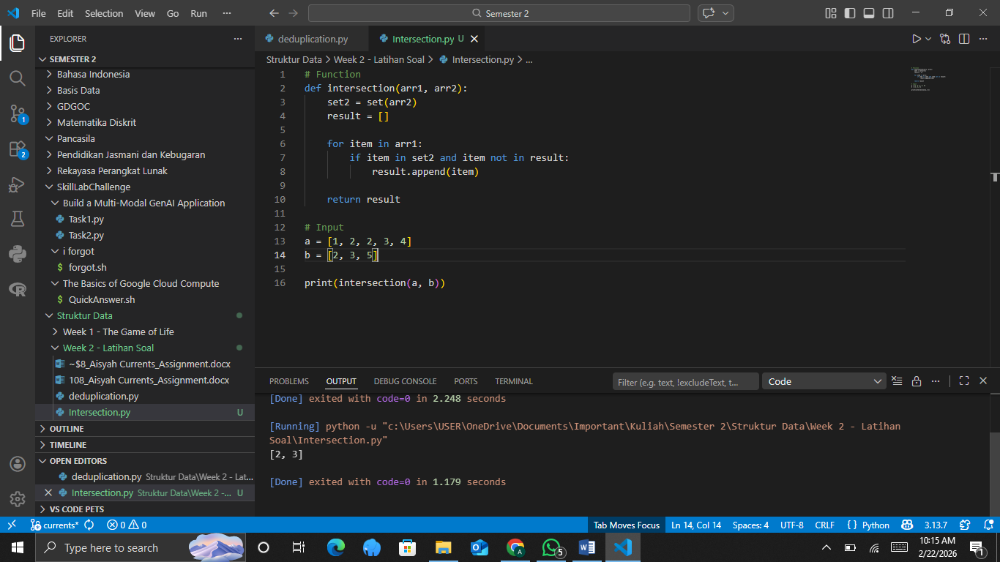 File Edit Selection View Go Run ···
Semester 2
EXPLORER ···
SEMESTER 2
Bahasa Indonesia
Basis Data
GDGOC
Matematika Diskrit
Pancasila
Pendidikan Jasmani dan Kebugaran
Rekayasa Perangkat Lunak
SkillLabChallenge
Build a Multi-Modal GenAI Application
Task1.py
Task2.py
i forgot
$ forgot.sh
The Basics of Google Cloud Compute
$ QuickAnswer.sh
Struktur Data
Week 1 - The Game of Life
Week 2 - Latihan Soal
~$8_Aisyah Currents_Assignment.docx
108_Aisyah Currents_Assignment.docx
deduplication.py
Intersection.py U
OUTLINE
TIMELINE
OPEN EDITORS
deduplication.py Struktur Data\Week 2 - Lat...
Intersection.py Struktur Data\Week 2 -... U
VS CODE PETS
1
2
deduplication.py
Intersection.py U
Struktur Data > Week 2 - Latihan Soal > Intersection.py > ...
1 # Function
2 def intersection(arr1, arr2):
3 set2 = set(arr2)
4 result = []
5
6 for item in arr1:
7 if item in set2 and item not in result:
8 result.append(item)
9
10 return result
11
12 # Input
13 a = [1, 2, 2, 3, 4]
14 b = [2, 3, 5]
15
16 print(intersection(a, b))
PROBLEMS OUTPUT DEBUG CONSOLE PORTS TERMINAL
Filter (e.g. text, !excludeText, t...
Code
[Done] exited with code=0 in 2.248 seconds
[Running] python -u "c:\Users\USER\OneDrive\Documents\Important\Kuliah\Semester 2\Struktur Data\Week 2 - Latihan
Soal\Intersection.py"
[2, 3]
[Done] exited with code=0 in 1.179 seconds
currents* 0 0 Tab Moves Focus Ln 14, Col 14 Spaces: 4 UTF-8 CRLF { } Python 3.13.7
Type here to search
5
10:15 AM
2/22/2026
1